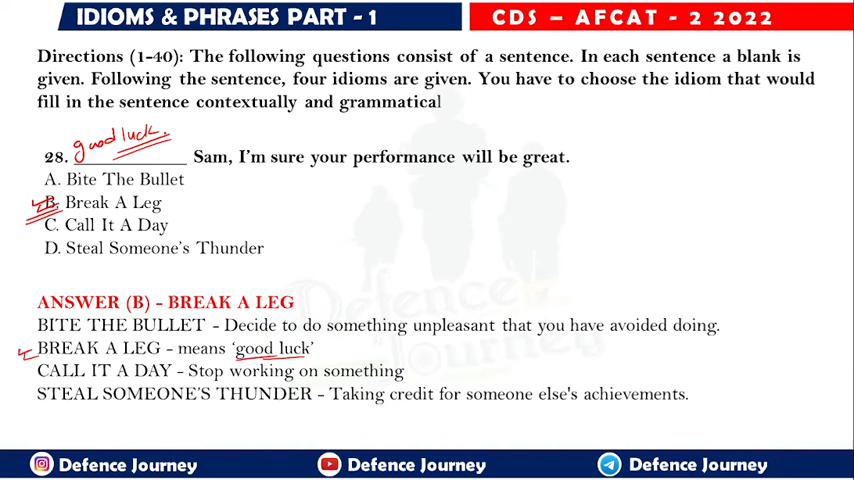 IDIOMS & PHRASES PART - 1
CDS - AFCAT - 2 2022
Directions (1-40): The following questions consist of a sentence. In each sentence a blank is
given. Following the sentence, four idioms are given. You have to choose the idiom that would
fill in the sentence contextually and grammatical
good luck.
28. ______________ Sam, I'm sure your performance will be great.
A. Bite The Bullet
B. Break A Leg
C. Call It A Day
D. Steal Someone's Thunder
ANSWER (B) - BREAK A LEG
BITE THE BULLET - Decide to do something unpleasant that you have avoided doing.
BREAK A LEG - means 'good luck'
CALL IT A DAY - Stop working on something
STEAL SOMEONE'S THUNDER - Taking credit for someone else's achievements.
Defence
IN
Journey
Defence Journey
Defence Journey
Defence Journey